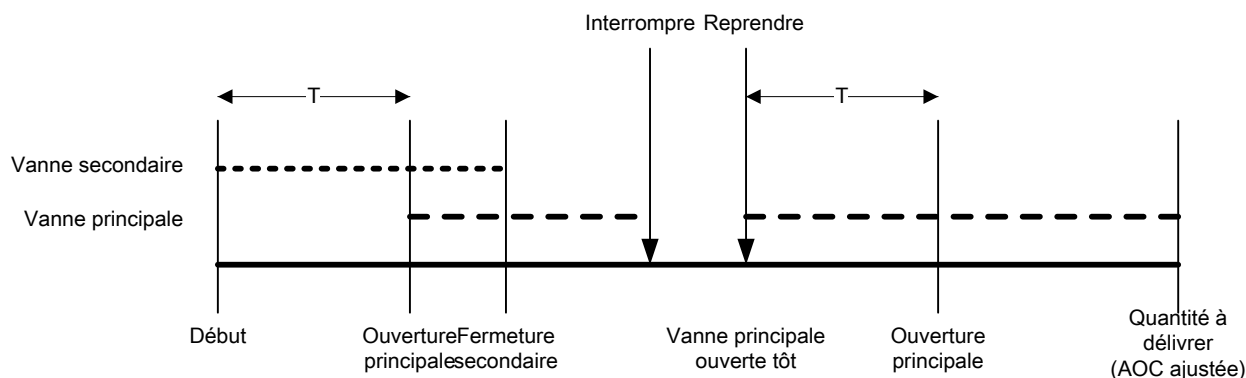 Interrompre Reprendre
T
T
Vanne secondaire
Vanne principale
Début
Ouverture
principale
Fermeture
secondaire
Vanne principale
ouverte tôt
Ouverture
principale
Quantité à
délivrer
(AOC ajustée)